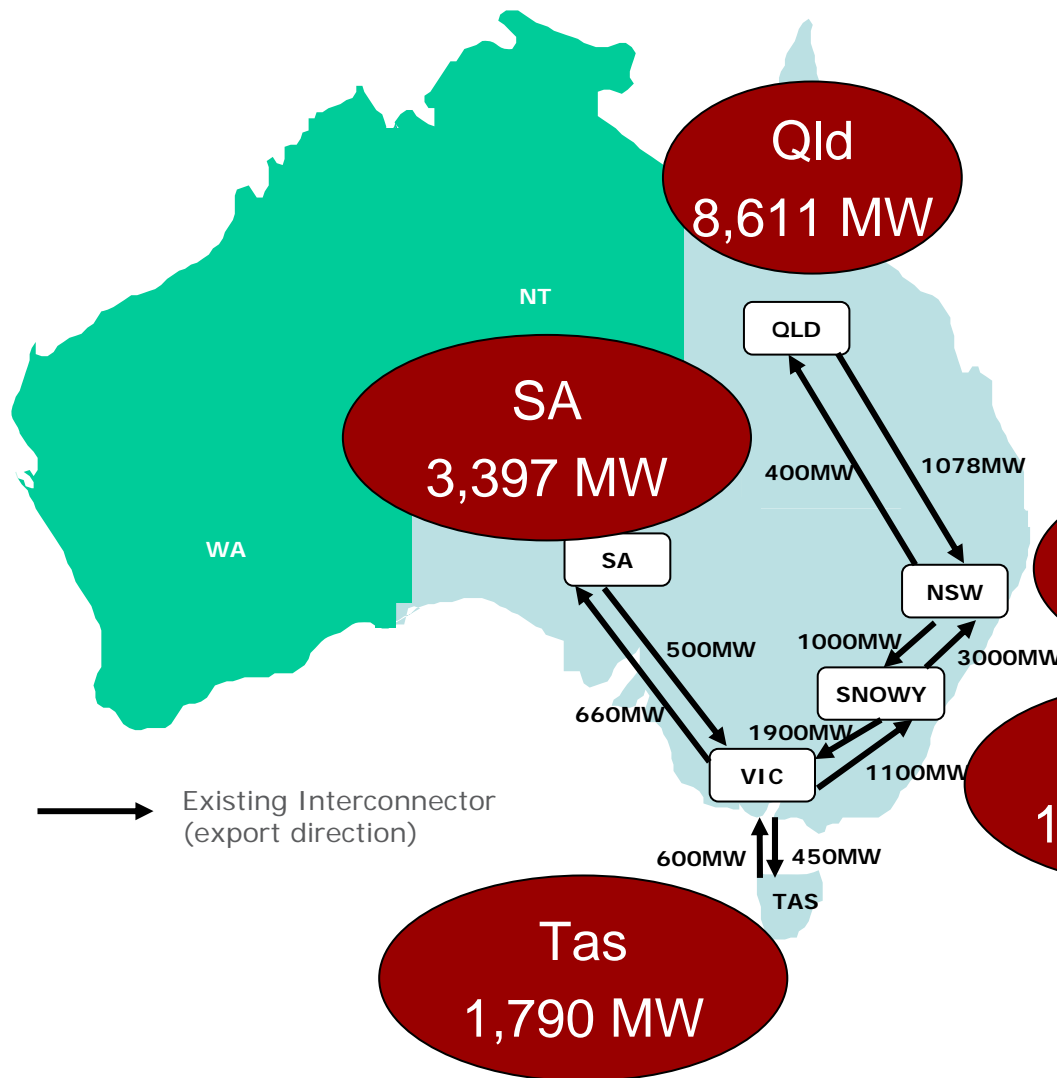 Qld
8,611 MW
NT
QLD
SA
3,397 MW
400MW
1078MW
WA
SA
NSW
1000MW
500MW
3000MW
SNOWY
660MW
1900MW
VIC
1100MW
Existing Interconnector
(export direction)
1
600MW
450MW
TAS
Tas
1,790 MW